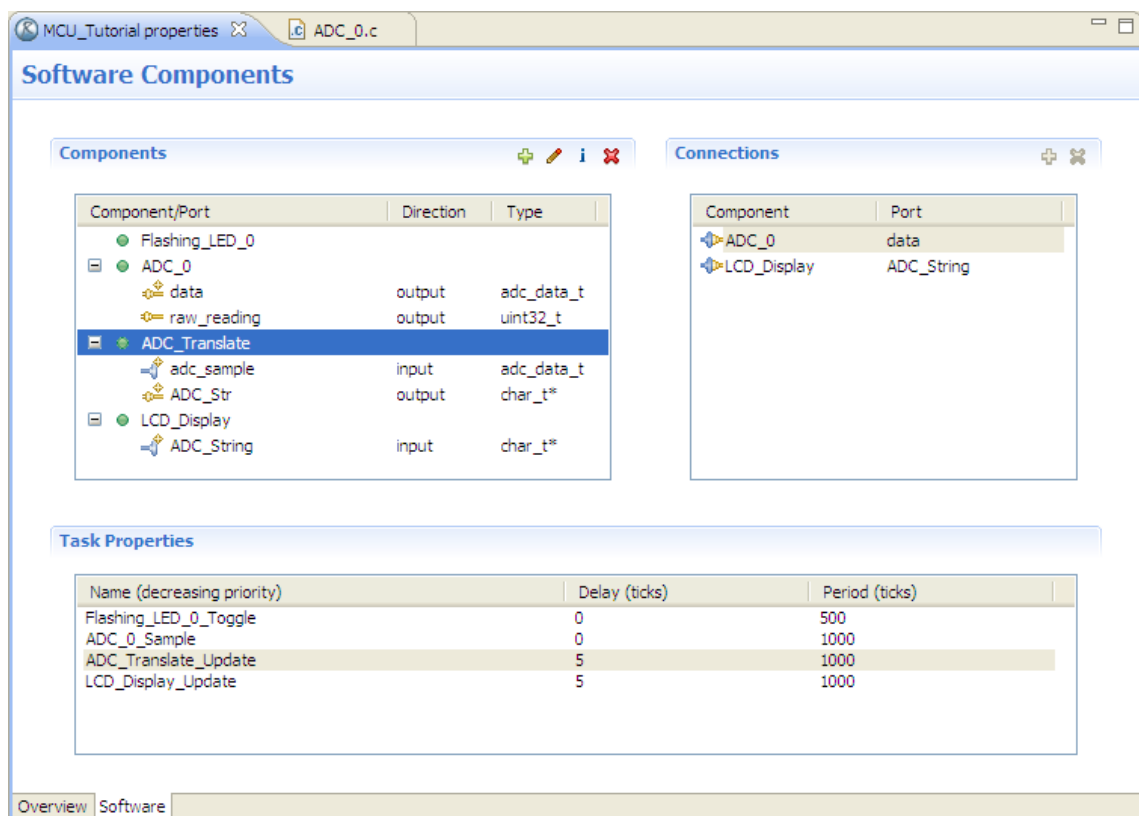 MCU_Tutorial properties
.c ADC_0.c
Software Components
Components
i
Connections
Component/Port Direction Type
Flashing_LED_0
ADC_0
data output adc_data_t
raw_reading output uint32_t
ADC_Translate
adc_sample input adc_data_t
ADC_Str output char_t*
LCD_Display
ADC_String input char_t*
Component Port
ADC_0 data
LCD_Display ADC_String
Task Properties
Name (decreasing priority) Delay (ticks) Period (ticks)
Flashing_LED_0_Toggle 0 500
ADC_0_Sample 0 1000
ADC_Translate_Update 5 1000
LCD_Display_Update 5 1000
Overview Software